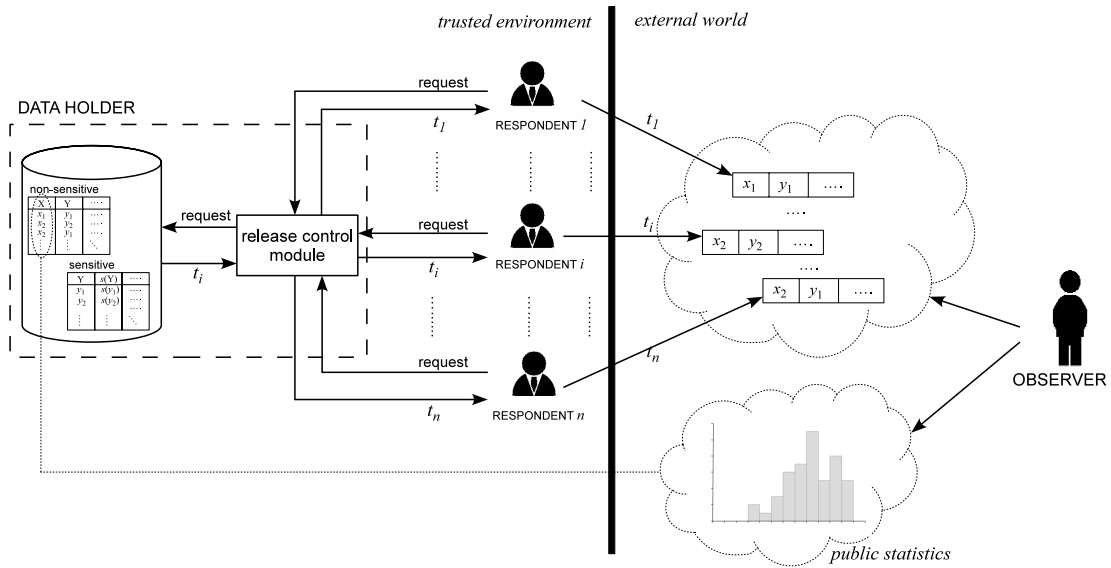 trusted environment
external world
DATA HOLDER
non-sensitive
X Y ....
x₁ y₁
x₂ y₂
x₂ y₁
sensitive
Y s(Y) ....
y₁ s(y₁) ....
y₂ s(y₂) ....
request
tᵢ
release control
module
request
t₁
RESPONDENT 1
request
tᵢ
RESPONDENT i
request
tₙ
RESPONDENT n
t₁
x₁ y₁ ....
....
tᵢ
x₂ y₂ ....
....
x₂ y₁ ....
tₙ
OBSERVER
public statistics